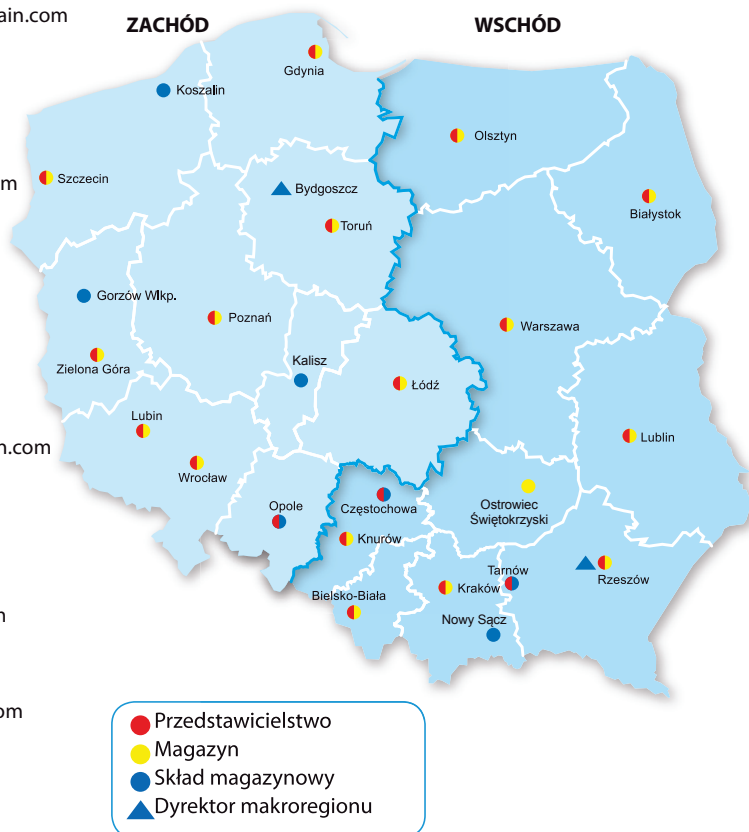 ain.com
ZACHÓD
WSCHÓD
Gdynia
Koszalin
Olsztyn
m
Szczecin
Bydgoszcz
Białystok
Toruń
Gorzów Wlkp.
Poznań
Warszawa
Zielona Góra
Kalisz
Łódź
Lubin
Lublin
n.com
Wrocław
Opole
Częstochowa
Ostrowiec
Świętokrzyski
Knurów
Tarnów
Rzeszów
Bielsko-Biała
Kraków
Nowy Sącz
n
om
Przedstawicielstwo
Magazyn
Skład magazynowy
Dyrektor makroregionu